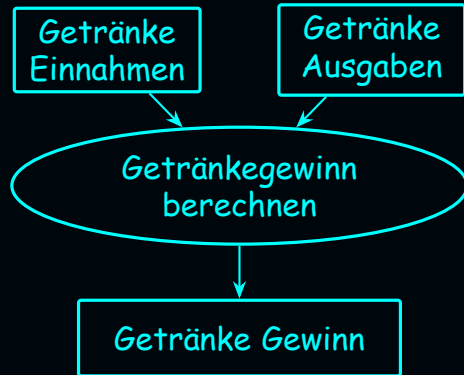 Getränke
Einnahmen
Getränke
Ausgaben
Getränkegewinn
berechnen
Getränke Gewinn